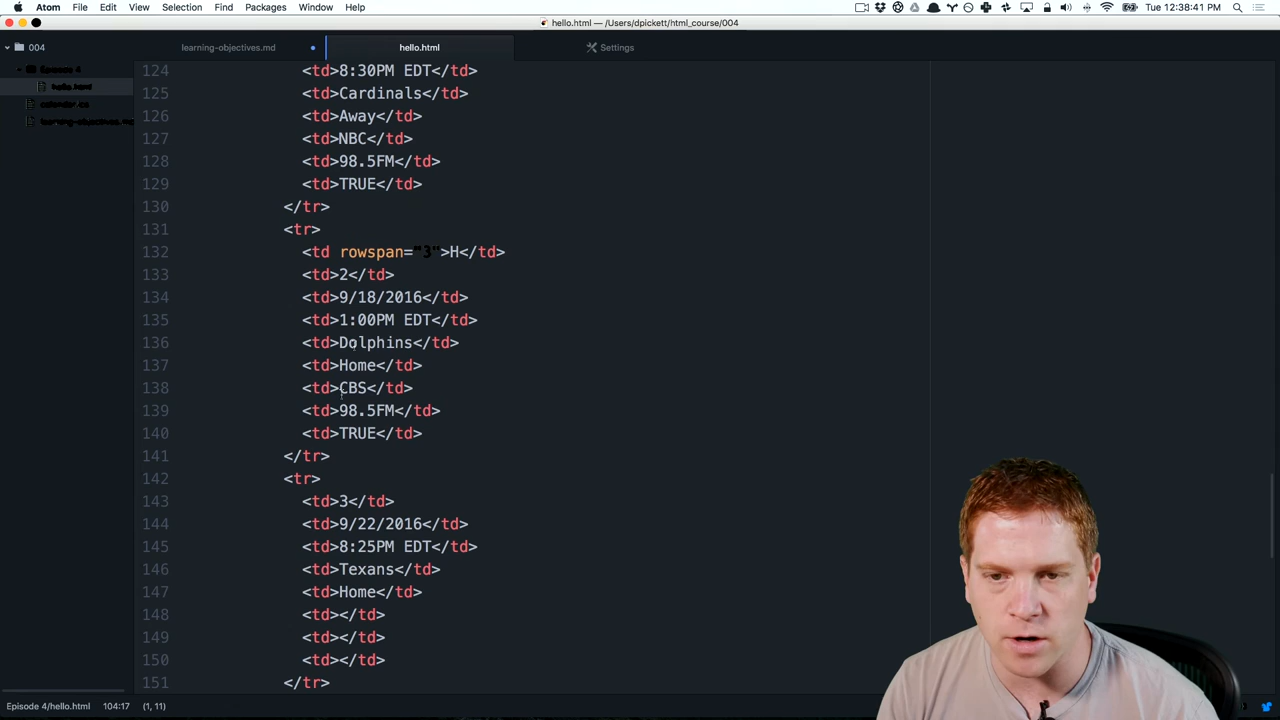 Atom File Edit View Selection Find Packages Window Help
Tue 12:38:41 PM
hello.html — /Users/dpickett/html_course/004
004
learning-objectives.md
hello.html
Settings
Episode 4
hello.html
124 <td>8:30PM EDT</td>
125 <td>Cardinals</td>
126 <td>Away</td>
127 <td>NBC</td>
128 <td>98.5FM</td>
129 <td>TRUE</td>
130 </tr>
131 <tr>
132 <td rowspan="3">H</td>
133 <td>2</td>
134 <td>9/18/2016</td>
135 <td>1:00PM EDT</td>
136 <td>Dolphins</td>
137 <td>Home</td>
138 <td>CBS</td>
139 <td>98.5FM</td>
140 <td>TRUE</td>
141 </tr>
142 <tr>
143 <td>3</td>
144 <td>9/22/2016</td>
145 <td>8:25PM EDT</td>
146 <td>Texans</td>
147 <td>Home</td>
148 <td></td>
149 <td></td>
150 <td></td>
151 </tr>
Episode 4/hello.html 104:17 (1, 11)